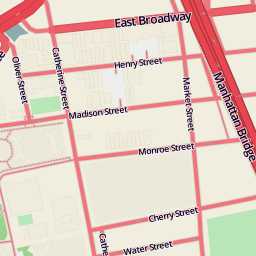 East Broadway
Henry Street
Oliver Street
Catherine Street
Madison Street
Market Street
Manhattan Bridge
Monroe Street
Cherry Street
Cathe
Water Street